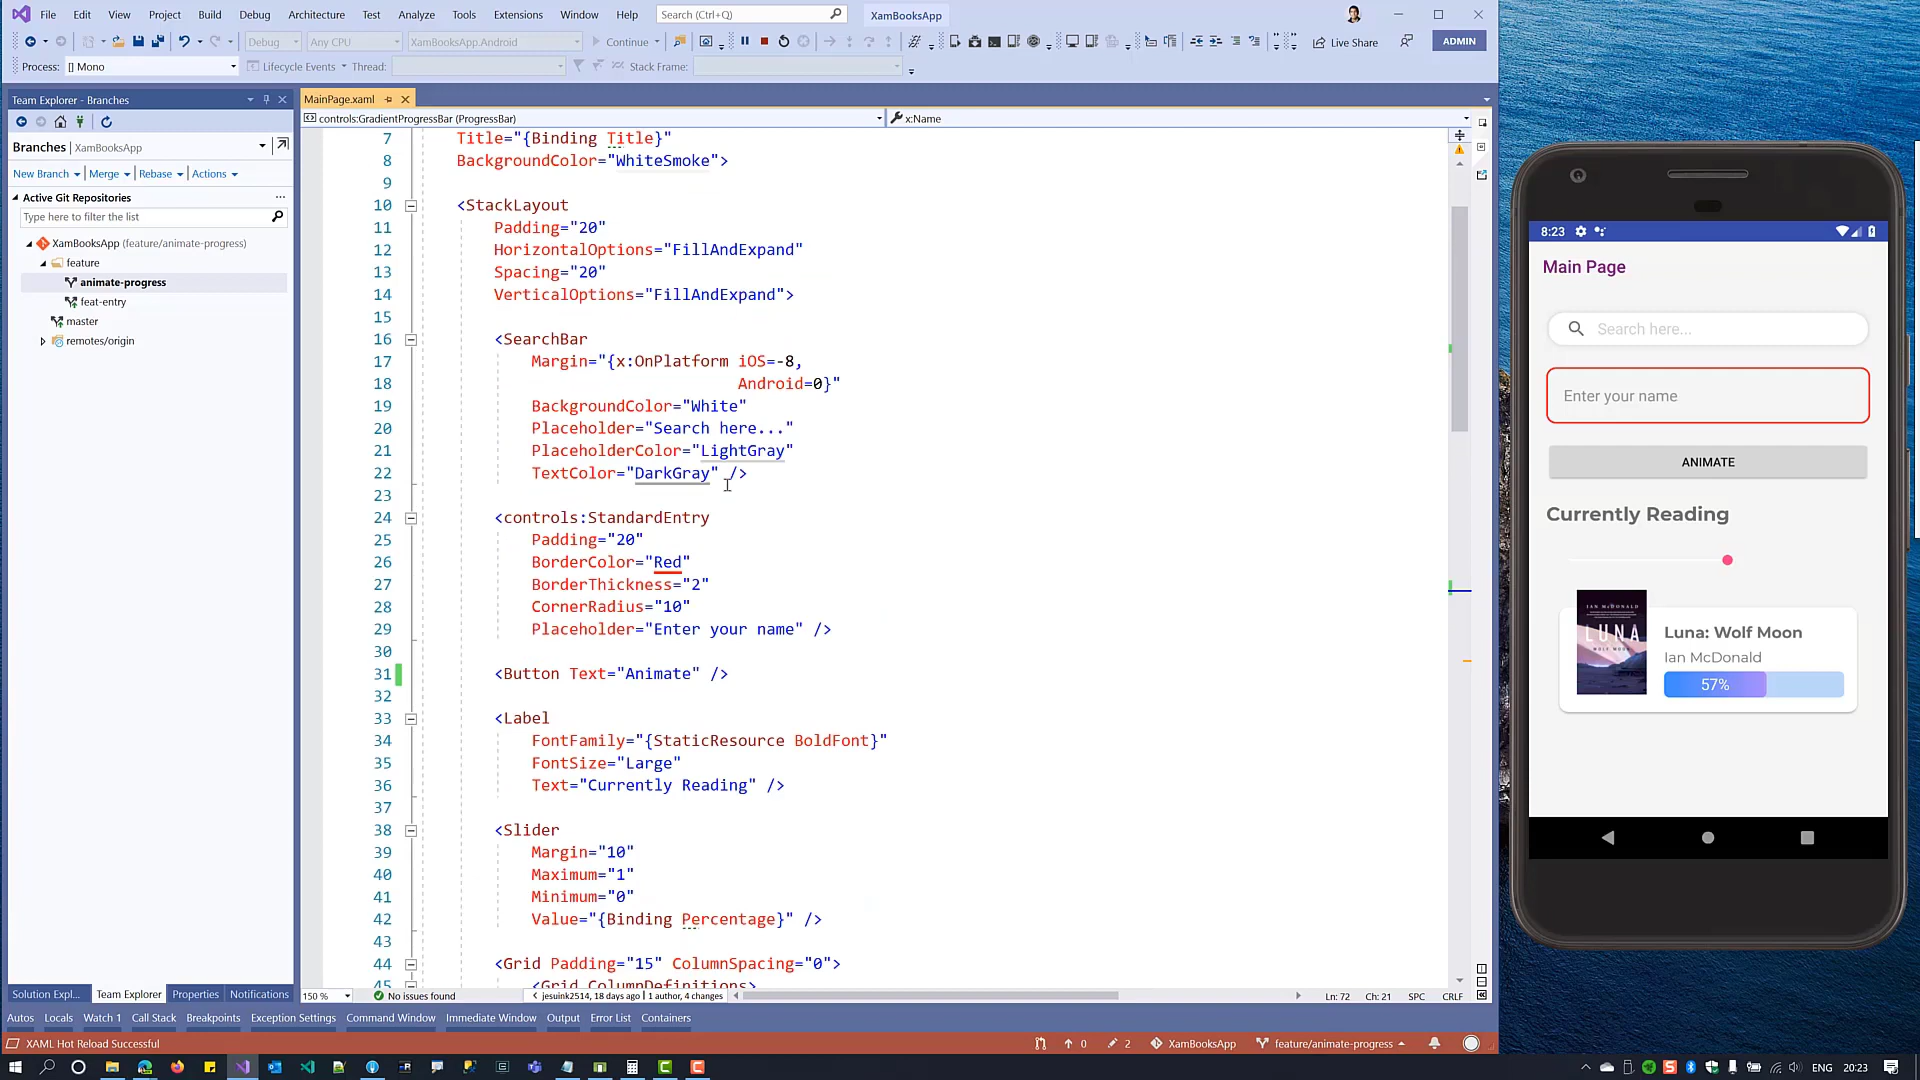 File Edit View Project Build Debug Architecture Test Analyze Tools Extensions Window Help Search (Ctrl+Q) XamBooksApp
Debug Any CPU XamBooksApp.Android Continue Live Share ADMIN
Process: [] Mono Lifecycle Events Thread: Stack Frame:
Team Explorer - Branches
Branches | XamBooksApp
New Branch Merge Rebase Actions
Active Git Repositories
Type here to filter the list
XamBooksApp (feature/animate-progress)
feature
animate-progress
feat-entry
master
remotes/origin
Solution Expl... Team Explorer Properties Notifications
MainPage.xaml
controls:GradientProgressBar (ProgressBar) x:Name
7 Title="{Binding Title}"
8 BackgroundColor="WhiteSmoke">
9
10 <StackLayout
11 Padding="20"
12 HorizontalOptions="FillAndExpand"
13 Spacing="20"
14 VerticalOptions="FillAndExpand">
15
16 <SearchBar
17 Margin="{x:OnPlatform iOS=-8,
18 Android=0}"
19 BackgroundColor="White"
20 Placeholder="Search here..."
21 PlaceholderColor="LightGray"
22 TextColor="DarkGray" />
23
24 <controls:StandardEntry
25 Padding="20"
26 BorderColor="Red"
27 BorderThickness="2"
28 CornerRadius="10"
29 Placeholder="Enter your name" />
30
31 <Button Text="Animate" />
32
33 <Label
34 FontFamily="{StaticResource BoldFont}"
35 FontSize="Large"
36 Text="Currently Reading" />
37
38 <Slider
39 Margin="10"
40 Maximum="1"
41 Minimum="0"
42 Value="{Binding Percentage}" />
43
44 <Grid Padding="15" ColumnSpacing="0">
45 <Grid.ColumnDefinitions>
150 % No issues found jesuink2514, 18 days ago | 1 author, 4 changes Ln: 72 Ch: 21 SPC CRLF
Autos Locals Watch 1 Call Stack Breakpoints Exception Settings Command Window Immediate Window Output Error List Containers
XAML Hot Reload Successful 0 2 XamBooksApp feature/animate-progress
ENG 20:23
8:23
Main Page
Search here...
Enter your name
ANIMATE
Currently Reading
IAN McDONALD
LUNA
WOLF MOON
Luna: Wolf Moon
Ian McDonald
57%